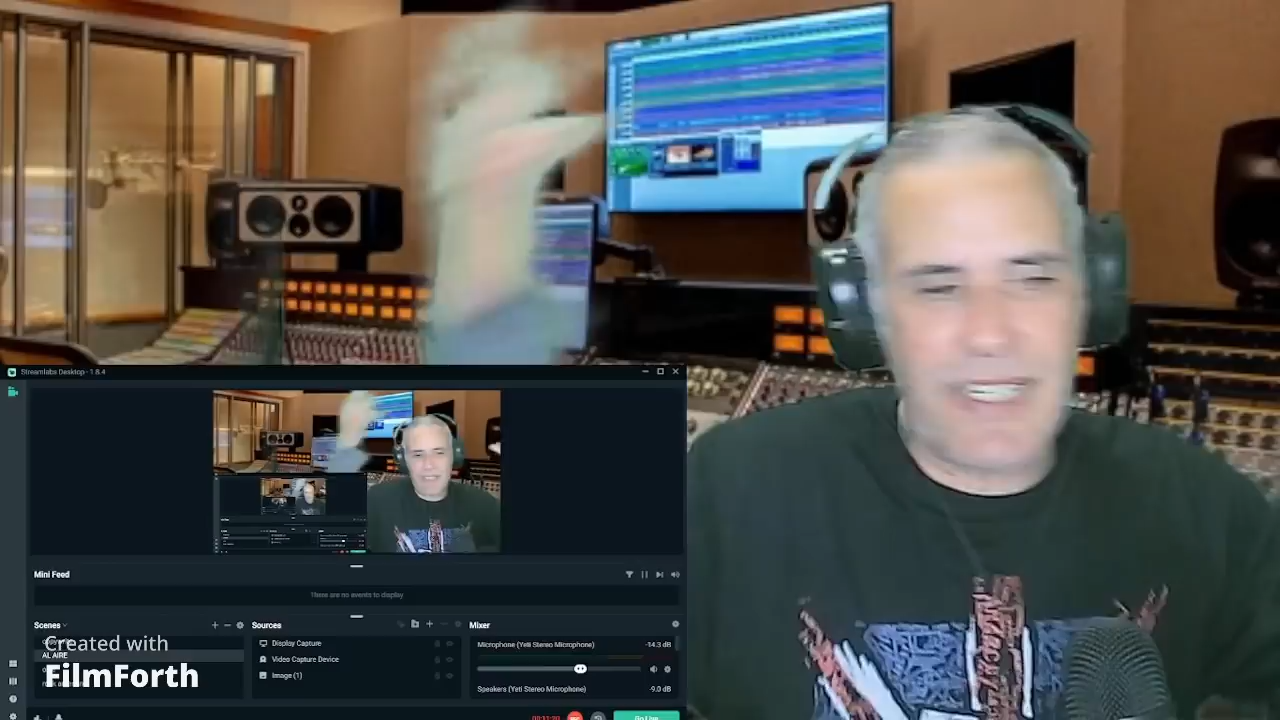 Streamlabs Desktop - 1.8.4
Mini Feed
There are no events to display
Scenes
Sources
Mixer
Display Capture
Microphone (Yeti Stereo Microphone)
-14.3 dB
Created with
AL AIRE
Video Capture Device
FilmForth
Image (1)
Speakers (Yeti Stereo Microphone)
-9.0 dB
Go Live